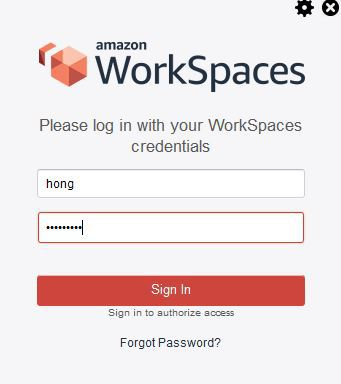 amazon
WorkSpaces
Please log in with your WorkSpaces
credentials
hong
•••••••••
Sign In
Sign in to authorize access
Forgot Password?